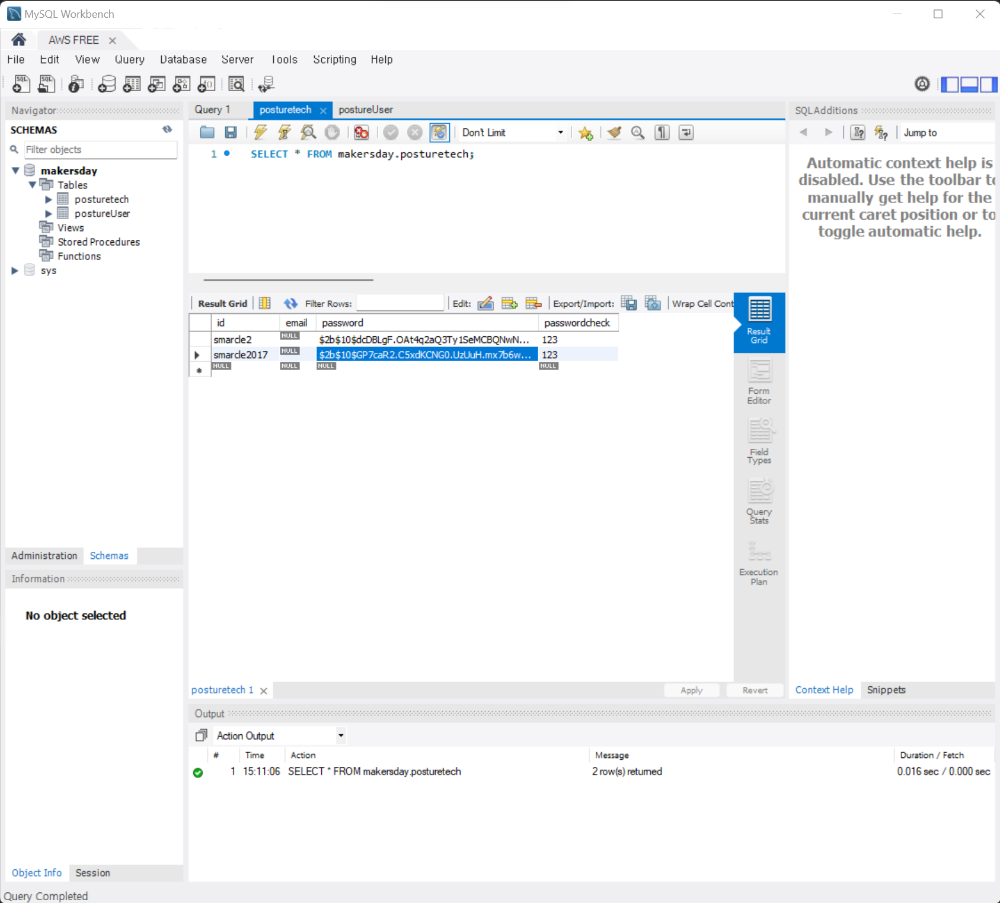 MySQL Workbench
AWS FREE
File Edit View Query Database Server Tools Scripting Help
Navigator
SCHEMAS
Filter objects
makersday
Tables
posturetech
postureUser
Views
Stored Procedures
Functions
sys
Administration Schemas
Information
No object selected
Object Info Session
Query 1 posturetech postureUser
Don't Limit
1 SELECT * FROM makersday.posturetech;
Result Grid Filter Rows: Edit: Export/Import: Wrap Cell Cont
id email password passwordcheck
smarcle2 NULL $2b$10$dcDBLgF.OAt4q2aQ3Ty1SeMCBQNwN... 123
smarcle2017 NULL $2b$10$GP7caR2.C5xdKCNG0.UzUuH.mx7b6w... 123
NULL NULL NULL NULL
Result
Grid
Form
Editor
Field
Types
Query
Stats
Execution
Plan
posturetech 1 Apply Revert
SQLAdditions
Jump to
Automatic context help is
disabled. Use the toolbar to
manually get help for the
current caret position or to
toggle automatic help.
Context Help Snippets
Output
Action Output
# Time Action Message Duration / Fetch
1 15:11:06 SELECT * FROM makersday.posturetech 2 row(s) returned 0.016 sec / 0.000 sec
Query Completed